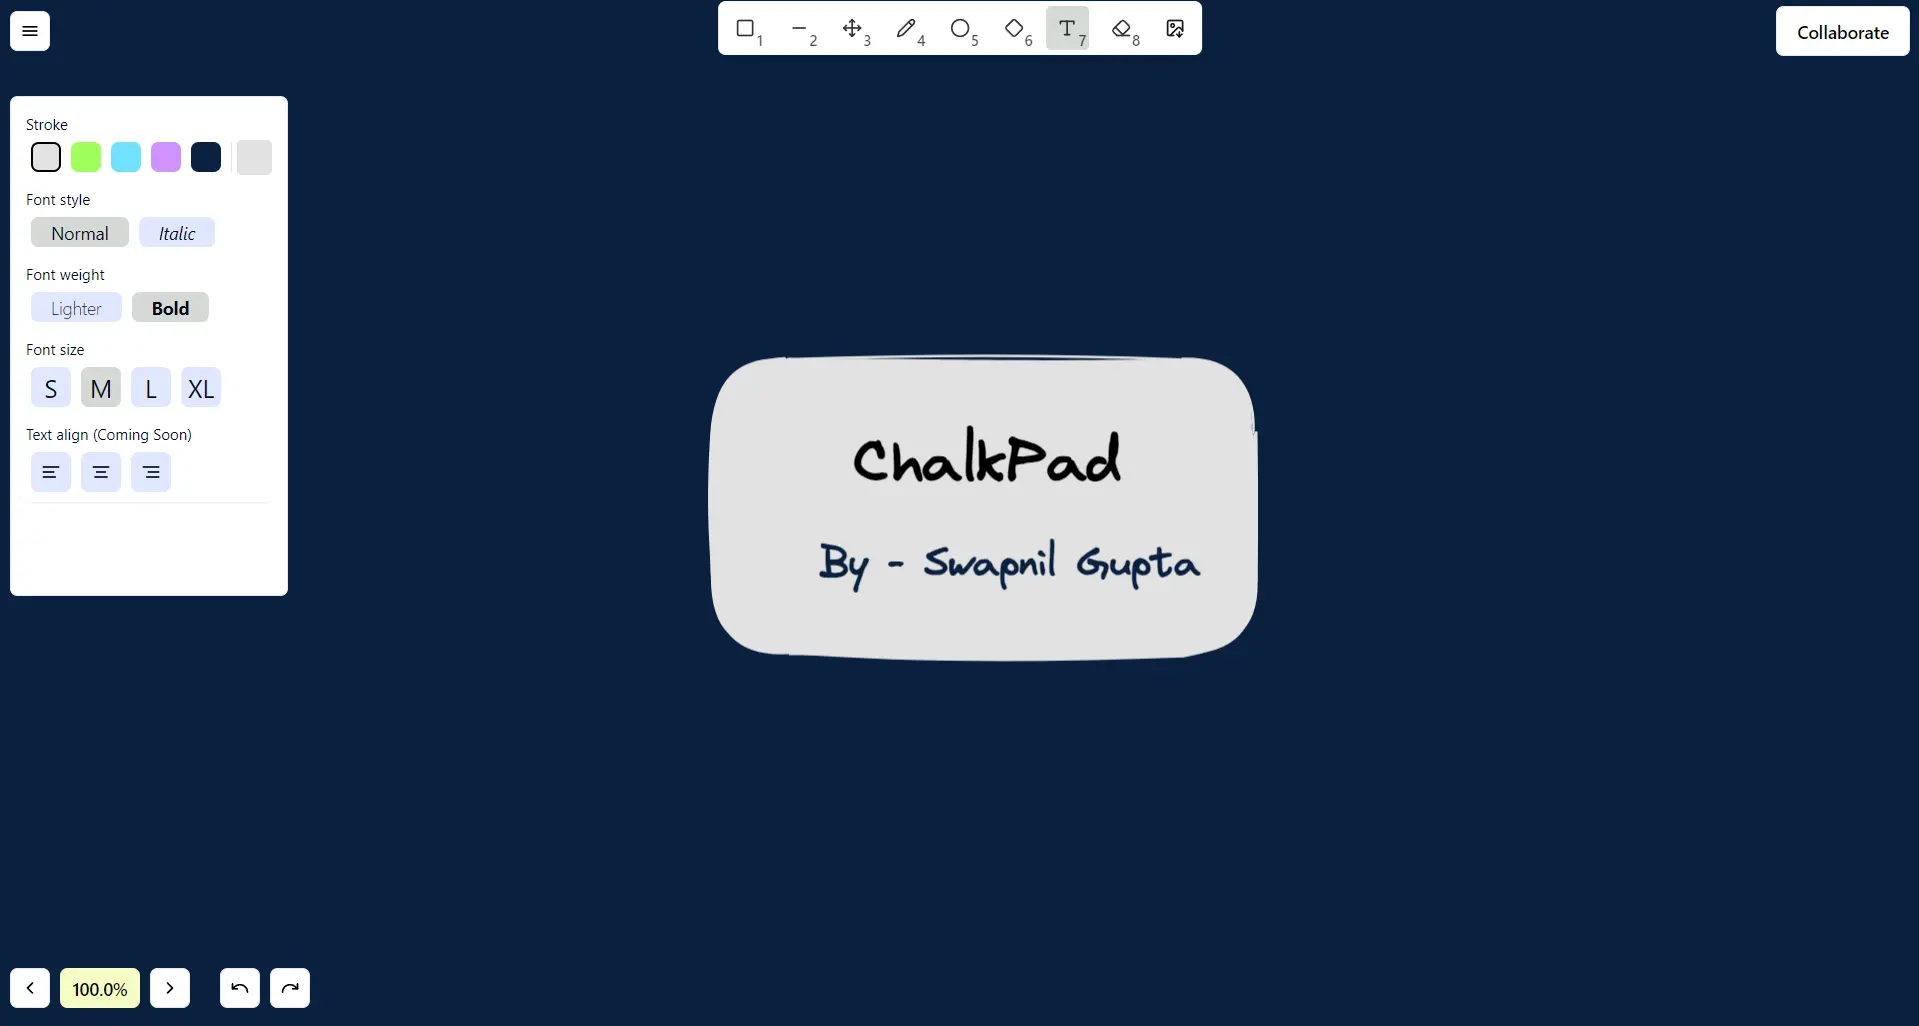 1 2 3 4 5 6 7 8
Collaborate
Stroke
Font style
Normal Italic
Font weight
Lighter Bold
Font size
S M L XL
Text align (Coming Soon)
ChalkPad
By - Swapnil Gupta
100.0%